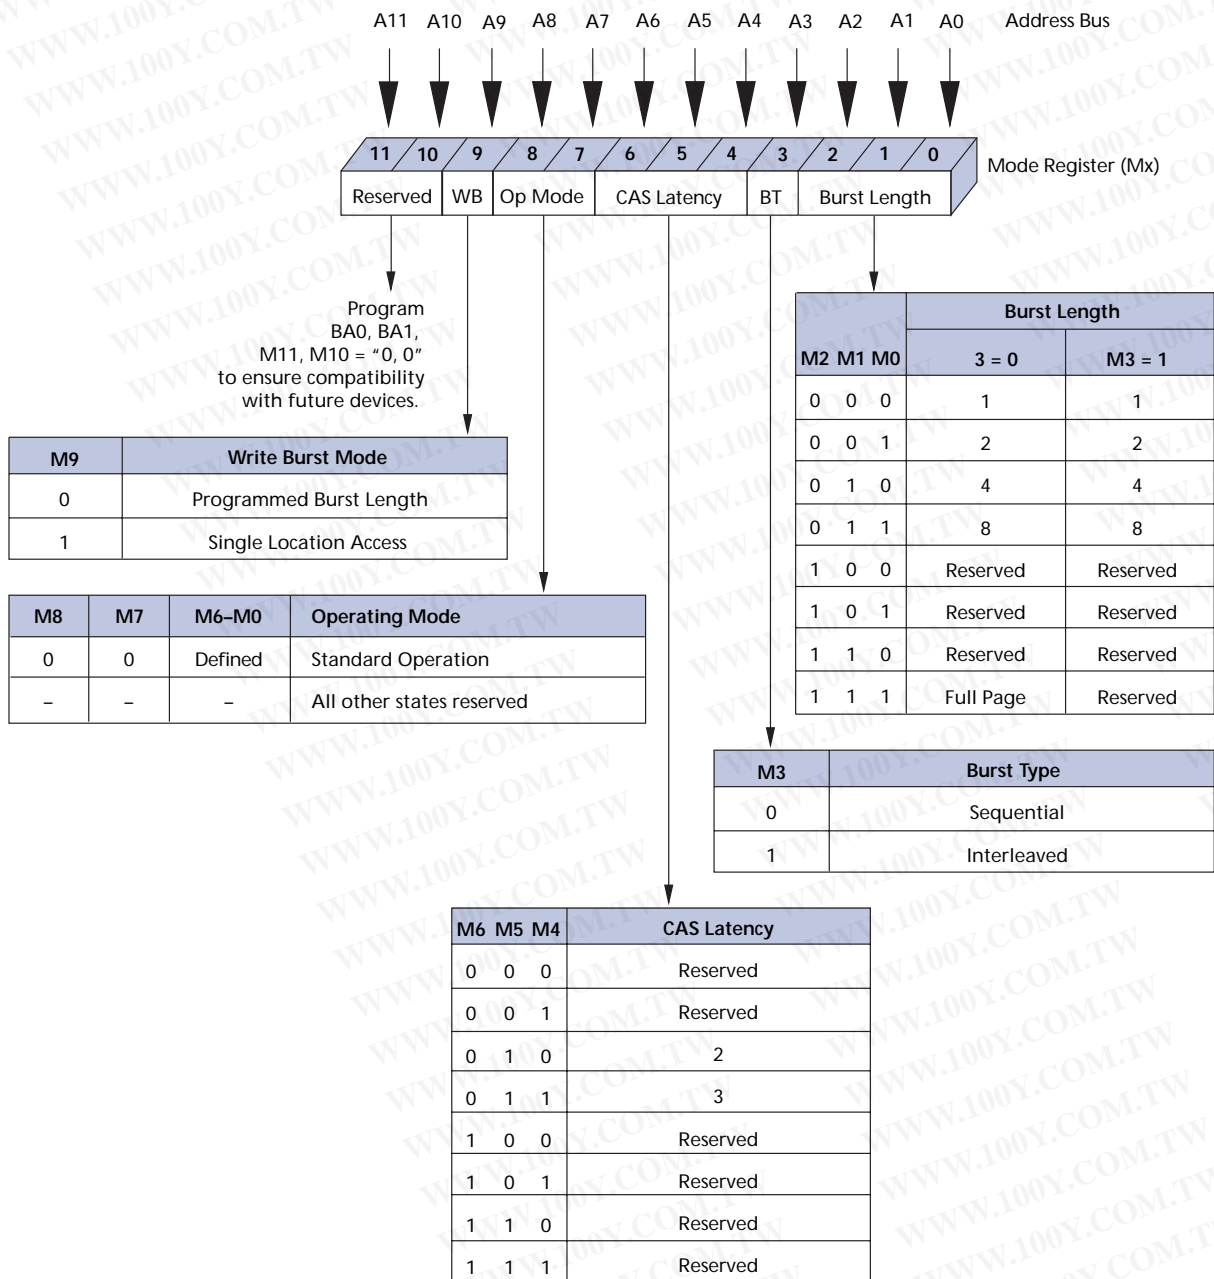 A11 A10 A9 A8 A7 A6 A5 A4 A3 A2 A1 A0 Address Bus
11 10 9 8 7 6 5 4 3 2 1 0
Mode Register (Mx)
Reserved WB Op Mode CAS Latency BT Burst Length
Program
BA0, BA1,
M11, M10 = “0, 0”
to ensure compatibility
with future devices.
Burst Length
M2 M1 M0 3 = 0 M3 = 1
0 0 0 1 1
0 0 1 2 2
0 1 0 4 4
0 1 1 8 8
1 0 0 Reserved Reserved
1 0 1 Reserved Reserved
1 1 0 Reserved Reserved
1 1 1 Full Page Reserved
M9 Write Burst Mode
0 Programmed Burst Length
1 Single Location Access
M8 M7 M6–M0 Operating Mode
0 0 Defined Standard Operation
– – – All other states reserved
M3 Burst Type
0 Sequential
1 Interleaved
M6 M5 M4 CAS Latency
0 0 0 Reserved
0 0 1 Reserved
0 1 0 2
0 1 1 3
1 0 0 Reserved
1 0 1 Reserved
1 1 0 Reserved
1 1 1 Reserved
WWW.100Y.COM.TW